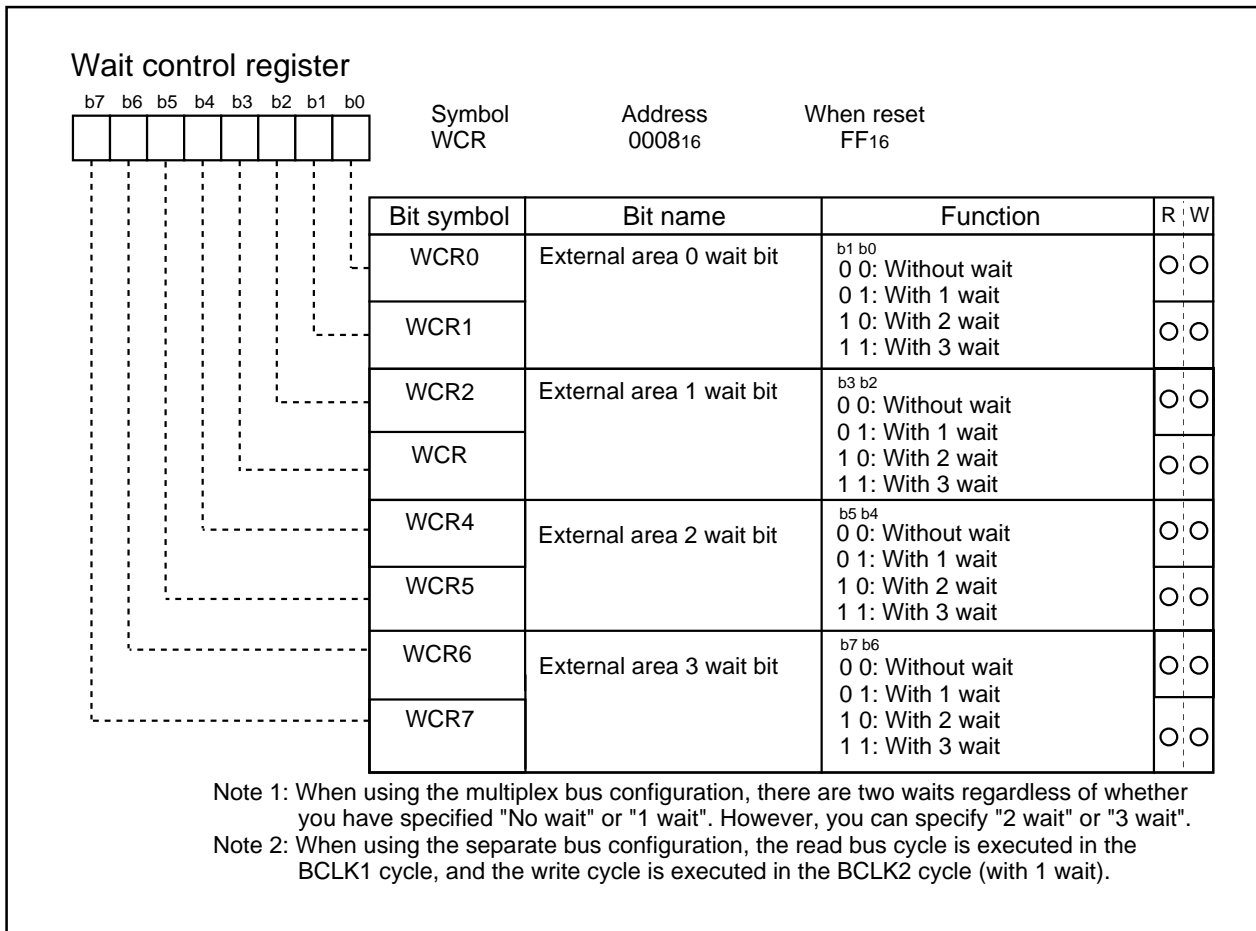 Wait control register
b7 b6 b5 b4 b3 b2 b1 b0
Symbol Address When reset
WCR 000816 FF16
Bit symbol Bit name Function R W
WCR0 External area 0 wait bit b1 b0
0 0: Without wait
0 1: With 1 wait
WCR1 1 0: With 2 wait
1 1: With 3 wait
WCR2 External area 1 wait bit b3 b2
0 0: Without wait
0 1: With 1 wait
WCR 1 0: With 2 wait
1 1: With 3 wait
WCR4 External area 2 wait bit b5 b4
0 0: Without wait
0 1: With 1 wait
WCR5 1 0: With 2 wait
1 1: With 3 wait
WCR6 External area 3 wait bit b7 b6
0 0: Without wait
0 1: With 1 wait
WCR7 1 0: With 2 wait
1 1: With 3 wait
Note 1: When using the multiplex bus configuration, there are two waits regardless of whether
you have specified "No wait" or "1 wait". However, you can specify "2 wait" or "3 wait".
Note 2: When using the separate bus configuration, the read bus cycle is executed in the
BCLK1 cycle, and the write cycle is executed in the BCLK2 cycle (with 1 wait).